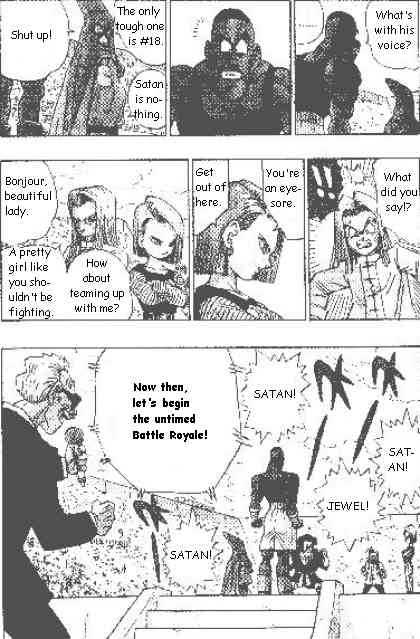 Shut up!
The only
tough one
is #18.
Satan
is no-
thing.
What's
with his
voice?
Bonjour,
beautiful
lady.
A pretty
girl like
you sho-
uldn't be
fighting.
How
about
teaming up
with me?
Get
out of
here.
You're
an eye-
sore.
What
did you
say!?
Now then,
let's begin
the untimed
Battle Royale!
SATAN!
SAT-
AN!
JEWEL!
SATAN!